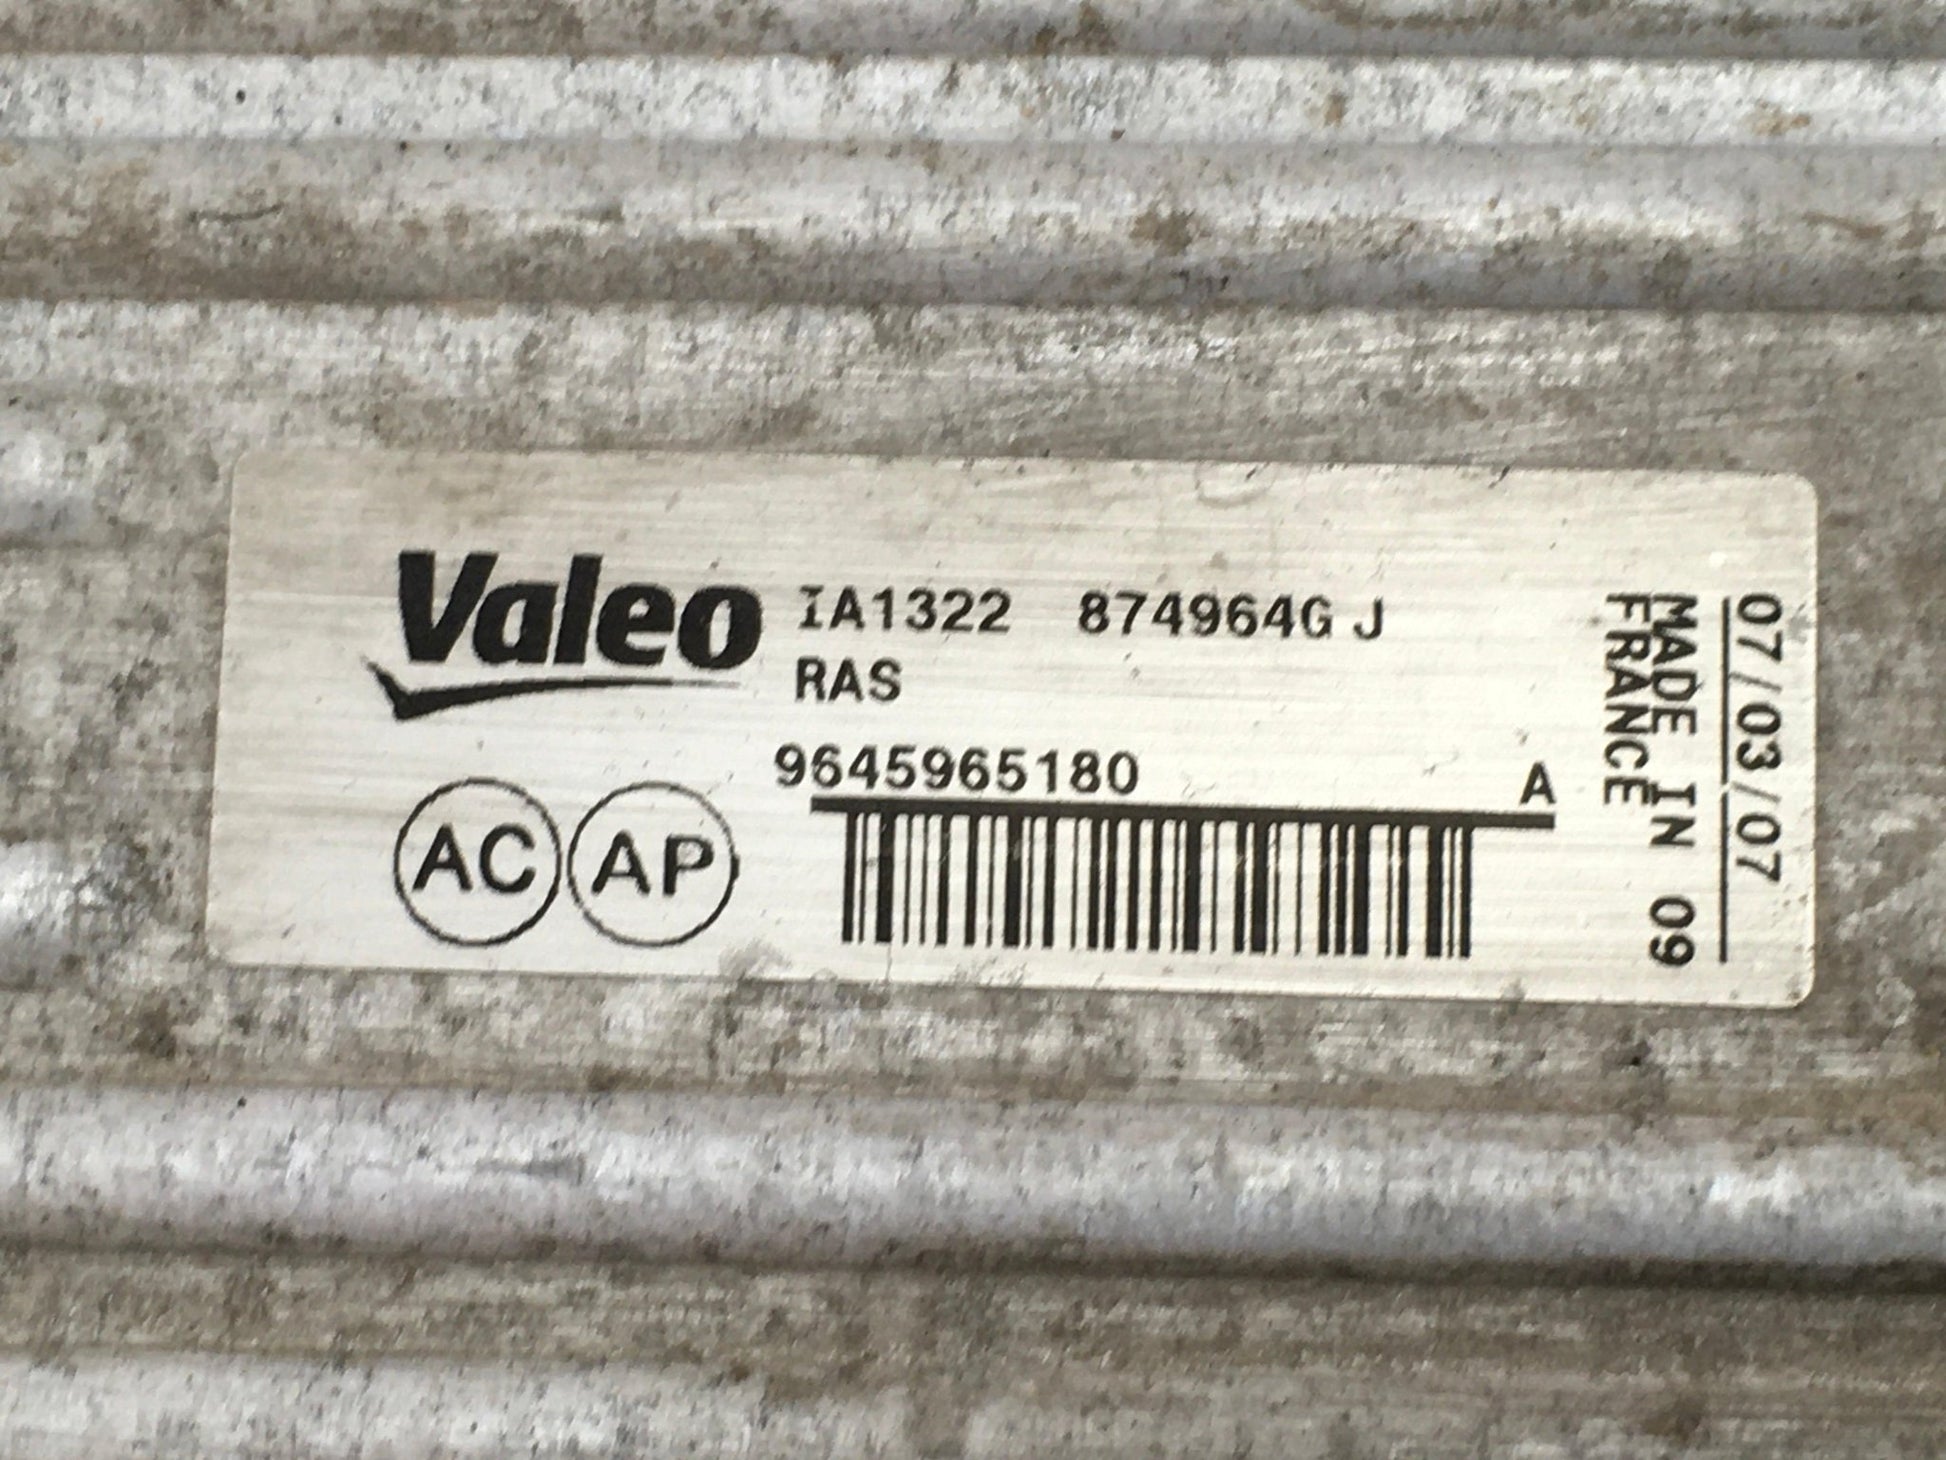 Valeo IA1322 874964G J
RAS
9645965180 A
AC AP
07/03/07
MADE IN 09
FRANCE